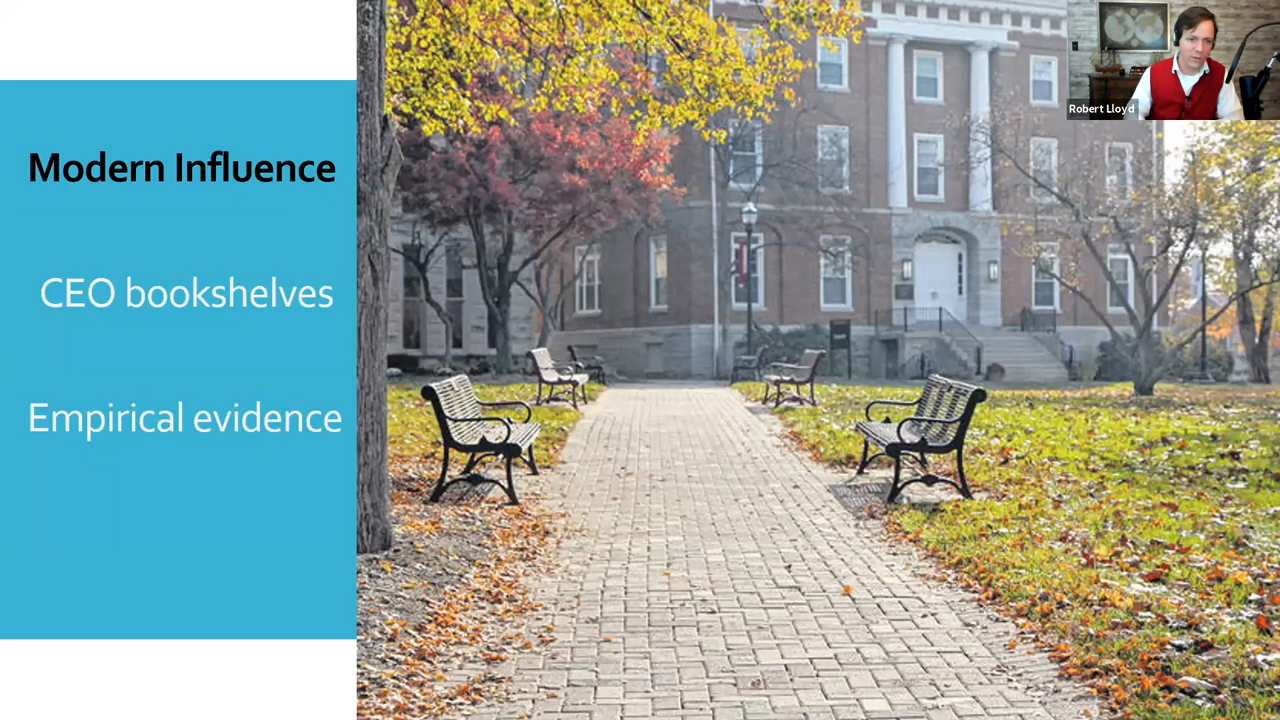 Modern Influence
CEO bookshelves
Empirical evidence
Robert Lloyd